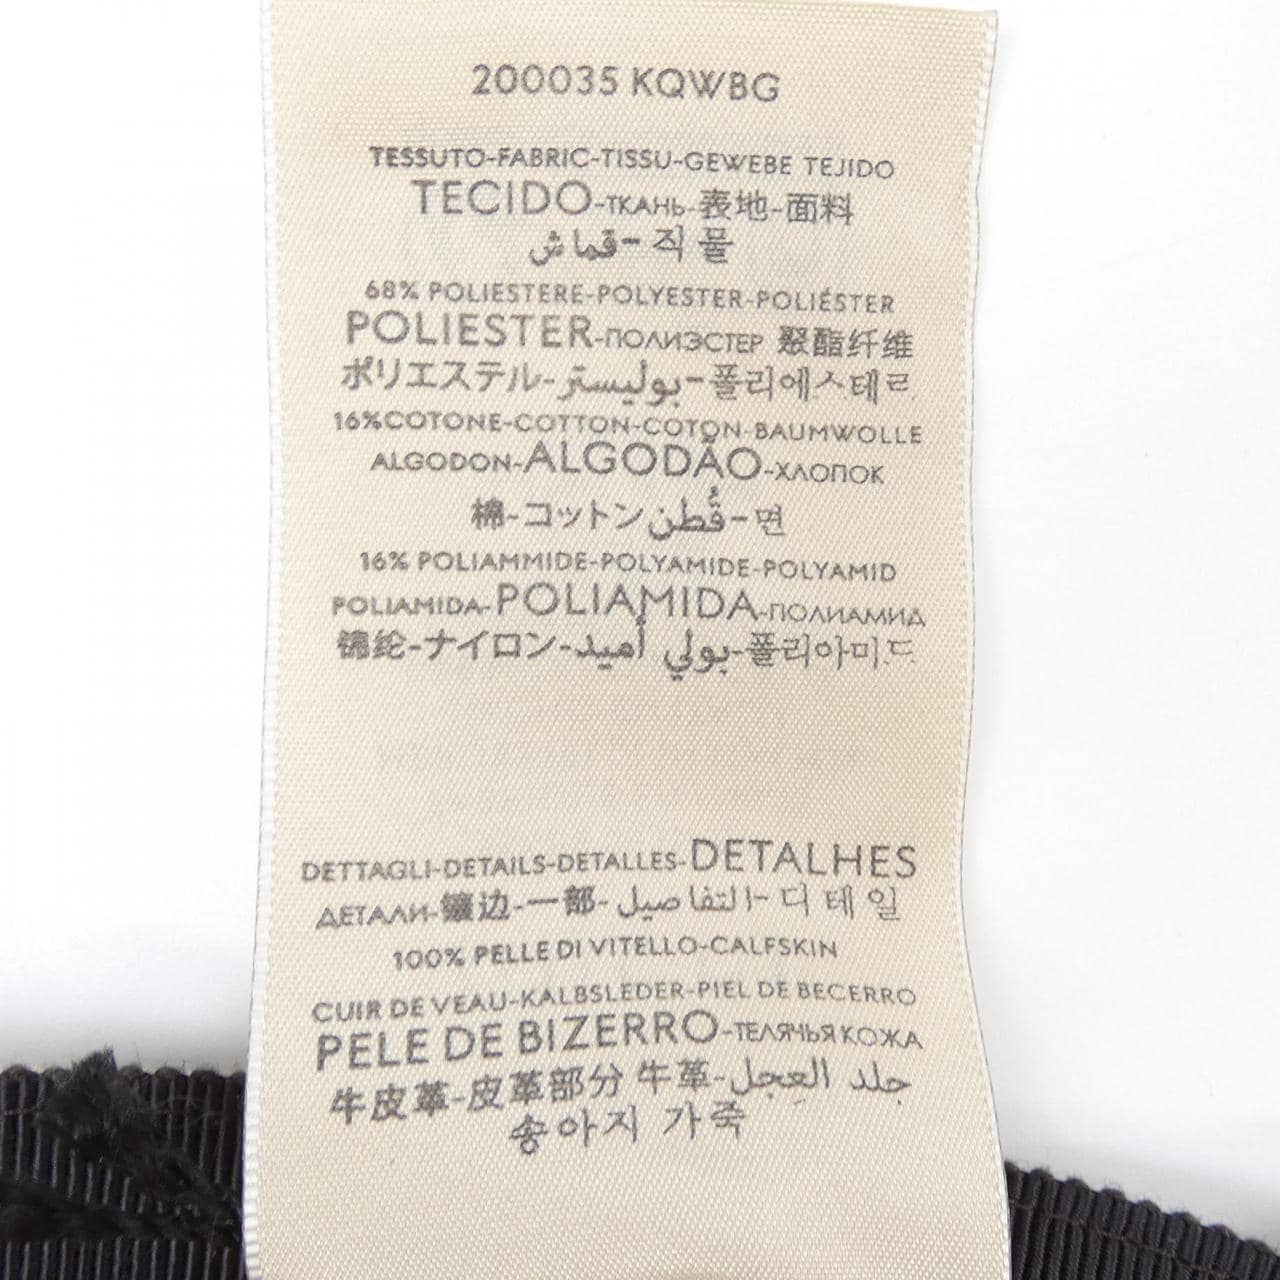 200035 KQWBG
TESSUTO-FABRIC-TISSU-GEWEBE TEJIDO
TECIDO-ТКАНЬ-表地-面料
قماش-직물
68% POLIESTERE-POLYESTER-POLIÉSTER
POLIESTER-ПОЛИЭСТЕР 聚酯纤维
ポリエステル-بوليستر-폴리에스테르
16%COTONE-COTTON-COTON-BAUMWOLLE
ALGODON-ALGODÃO-ХЛОПОК
棉-コットン قُطن-면
16% POLIAMMIDE-POLYAMIDE-POLYAMID
POLIAMIDA-POLIAMIDA-ПОЛИАМИД
锦纶-ナイロン-بولي أميد-폴리아미드
DETTAGLI-DETAILS-DETALLES-DETALHES
ДЕТАЛИ-镶边-一部-التفاصيل-디테일
100% PELLE DI VITELLO-CALFSKIN
CUIR DE VEAU-KALBSLEDER-PIEL DE BECERRO
PELE DE BIZERRO-ТЕЛЯЧЬЯ КОЖА
牛皮革-皮革部分 牛革-جلد العجل
송아지 가죽